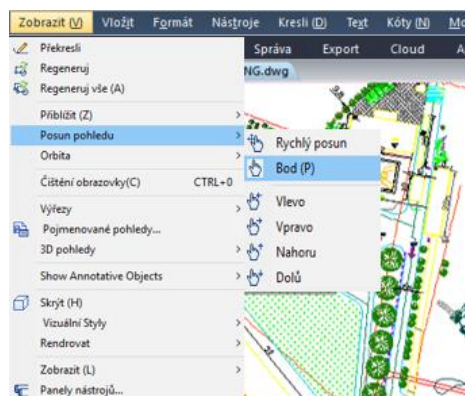 Zobrazit (V) Vložit Formát Nástroje Kresli (D) Text Kóty (N)
Správa Export Cloud
NG.dwg
Překresli
Regeneruj
Regeneruj vše (A)
Přiblížit (Z)
Posun pohledu
Orbita
Čištění obrazovky(C) CTRL+0
Výřezy
Pojmenované pohledy...
3D pohledy
Show Annotative Objects
Skrýt (H)
Vizuální Styly
Rendrovat
Zobrazit (L)
Panely nástrojů...
Rychlý posun
Bod (P)
Vlevo
Vpravo
Nahoru
Dolů